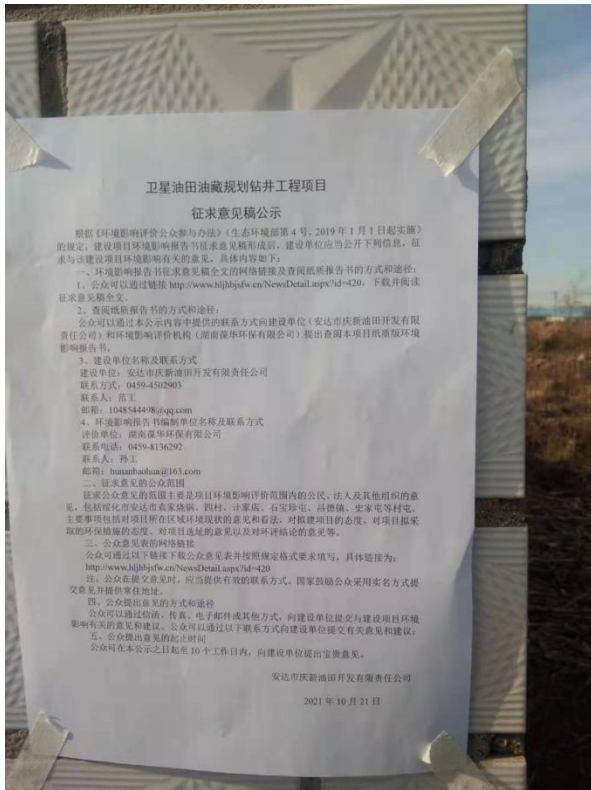 卫星油田油藏规划钻井工程项目
征求意见稿公示
根据《环境影响评价公众参与办法》（生态环境部第4号，2019年1月1日起实施）
的规定，建设项目环境影响报告书征求意见稿形成后，建设单位应当公开下列信息，征
求与该建设项目环境影响有关的意见。具体内容如下：
一、环境影响报告书征求意见稿全文的网络链接及查阅纸质报告书的方式和途径：
1、公众可以通过链接 http://www.hljhbjsfw.cn/NewsDetail.aspx?id=420，下载并阅读
征求意见稿全文。
2、查阅纸质报告书的方式和途径：
公众可以通过本公示内容中提供的联系方式向建设单位（安达市庆新油田开发有限
责任公司）和环境影响评价机构（湖南葆华环保有限公司）提出查阅本项目纸质版环境
影响报告书。
3、建设单位名称及联系方式
建设单位：安达市庆新油田开发有限责任公司
联系方式：0459-4502903
联系人：范工
邮箱：1048544498@qq.com
4、环境影响报告书编制单位名称及联系方式
评价单位：湖南葆华环保有限公司
联系电话：0459-8136292
联系人：孙工
邮箱：hunanbaohua@163.com
二、征求意见的公众范围
征求公众意见的范围主要是项目环境影响评价范围内的公民、法人及其他组织的意
见，包括绥化市安达市袁家烧锅、四村、计家店、石宝珍屯、昌德镇、史家屯等村屯。
主要事项包括对项目所在区域环境现状的意见和看法，对拟建项目的态度、对项目拟采
取的环保措施的态度、对项目选址的意见以及对环评结论的意见等。
三、公众意见表的网络链接
公众可通过以下链接下载公众意见表并按照规定格式要求填写，具体链接为：
http://www.hljhbjsfw.cn/NewsDetail.aspx?id=420
注：公众在提交意见时，应当提供有效的联系方式。国家鼓励公众采用实名方式提
交意见并提供常住地址。
四、公众提出意见的方式和途径
公众可以通过信函、传真、电子邮件或其他方式，向建设单位提交与建设项目环境
影响有关的意见和建议。公众可以通过以下联系方式向建设单位提交有关意见和建议：
五、公众提出意见的起止时间
公众可在本公示之日起至10个工作日内，向建设单位提出宝贵意见。
安达市庆新油田开发有限责任公司
2021年10月21日